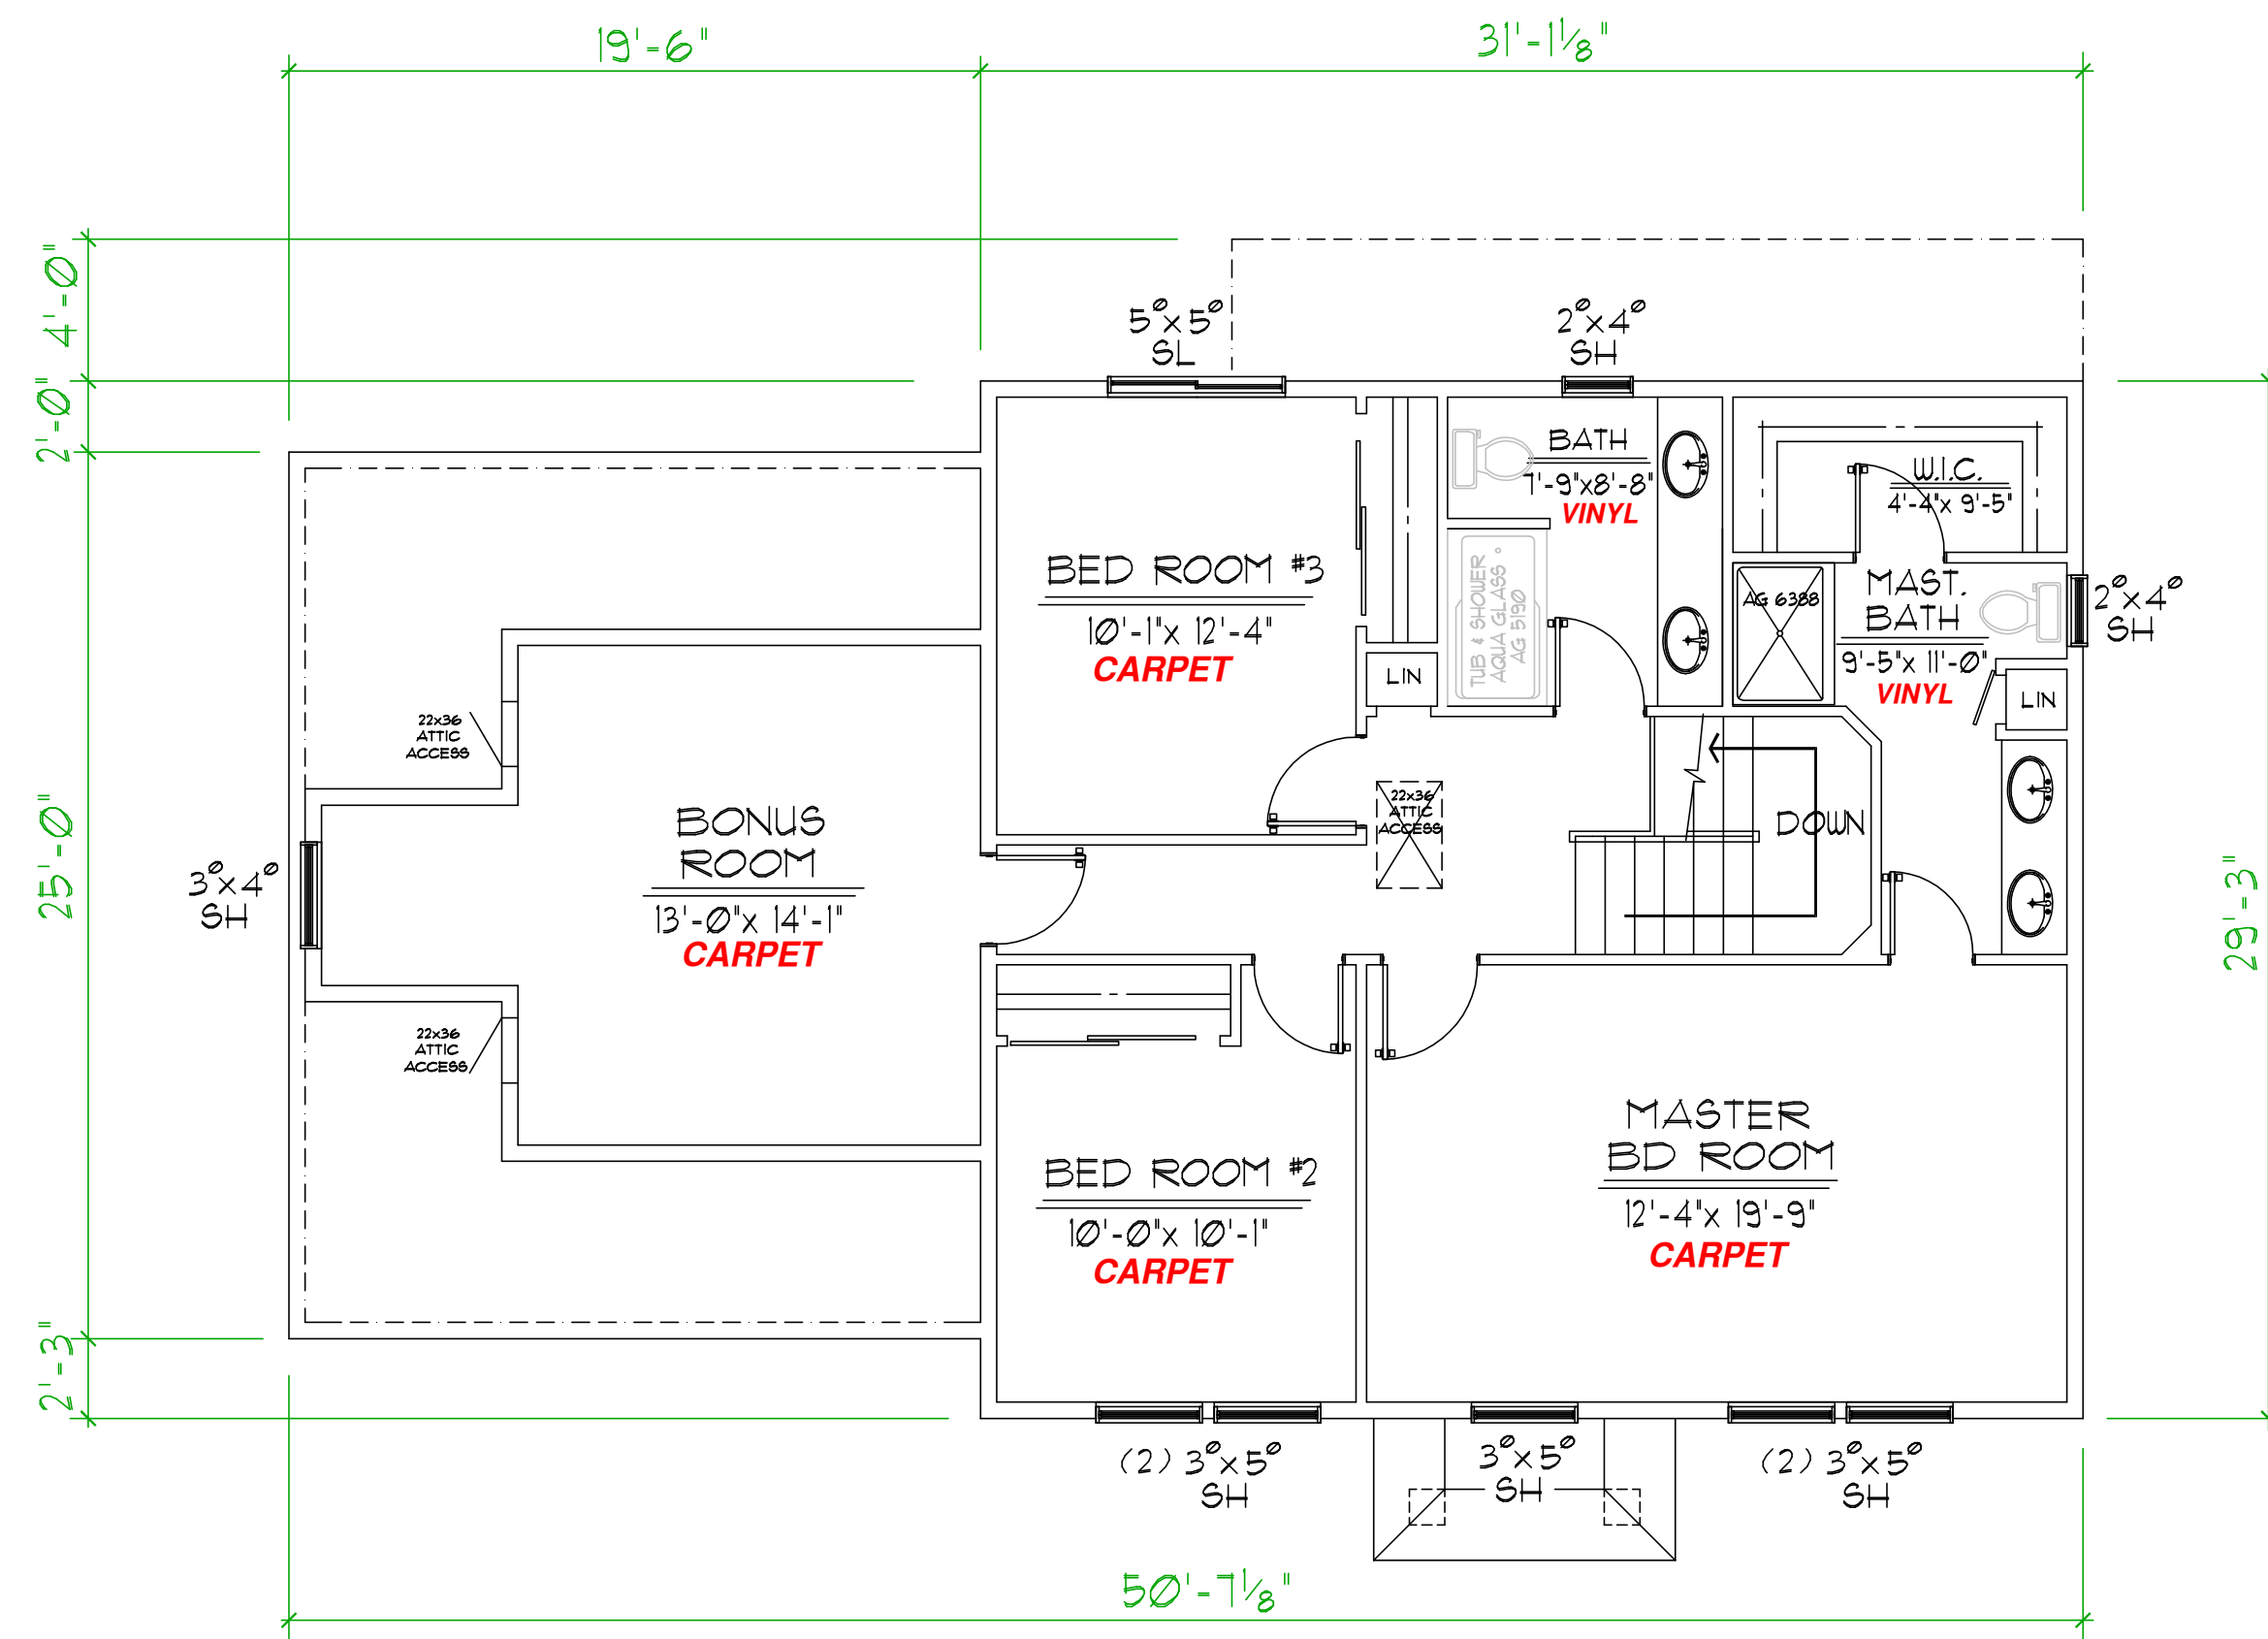 19'-6"
31'-1⅛"
4'-0"
2'-0"
25'-0"
2'-3"
29'-3"
50'-7⅛"
5⁰x5⁰
SL
2⁰x4⁰
SH
BATH
7'-9"x8'-8"
VINYL
W.I.C.
4'-4"x 9'-5"
BED ROOM #3
10'-1"x 12'-4"
CARPET
TUB & SHOWER
AQUA GLASS
AG 5190
LIN
AG 6388
MAST.
BATH
9'-5"x 11'-0"
VINYL
LIN
2⁰x4⁰
SH
22x36
ATTIC
ACCESS
BONUS
ROOM
13'-0"x 14'-1"
CARPET
22x36
ATTIC
ACCESS
DOWN
3⁰x4⁰
SH
22x36
ATTIC
ACCESS
BED ROOM #2
10'-0"x 10'-1"
CARPET
MASTER
BD ROOM
12'-4"x 19'-9"
CARPET
(2) 3⁰x5⁰
SH
3⁰x5⁰
SH
(2) 3⁰x5⁰
SH